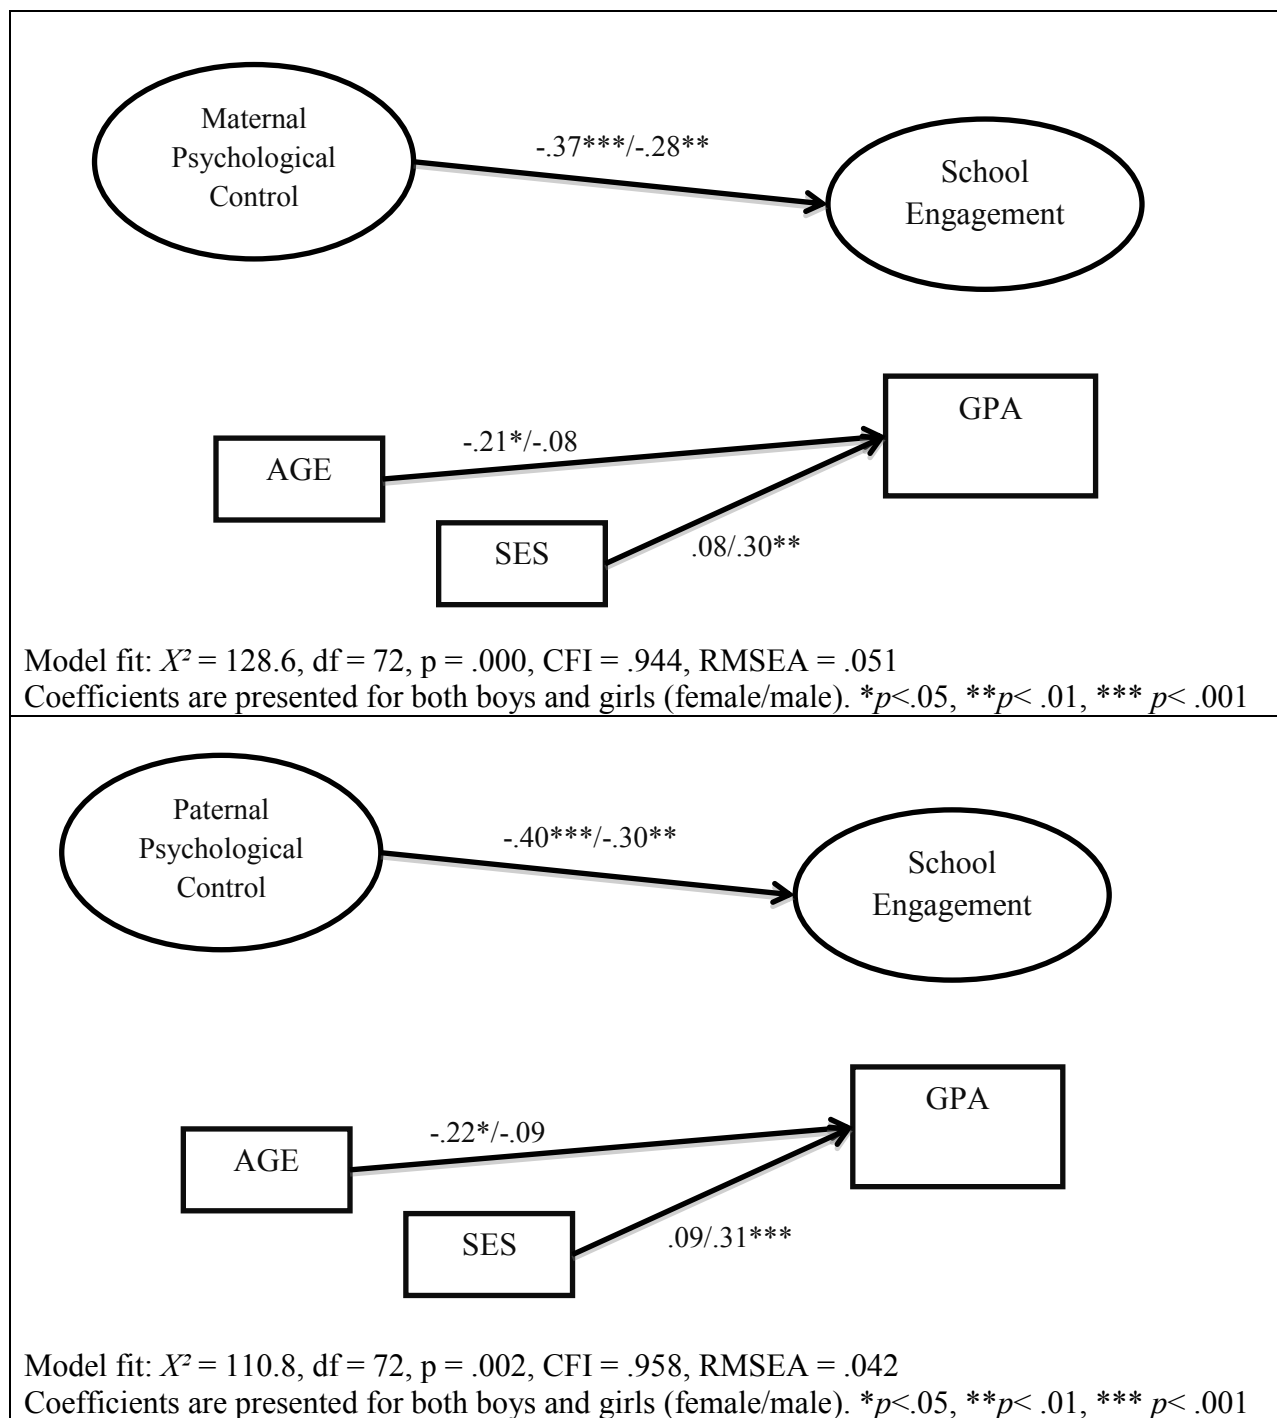 Maternal
Psychological
Control
-.37***/-.28**
School
Engagement
GPA
-.21*/-.08
AGE
SES
.08/.30**
Model fit: X² = 128.6, df = 72, p = .000, CFI = .944, RMSEA = .051
Coefficients are presented for both boys and girls (female/male). *p<.05, **p< .01, *** p< .001
Paternal
Psychological
Control
-.40***/-.30**
School
Engagement
GPA
-.22*/-.09
AGE
SES
.09/.31***
Model fit: X² = 110.8, df = 72, p = .002, CFI = .958, RMSEA = .042
Coefficients are presented for both boys and girls (female/male). *p<.05, **p< .01, *** p< .001